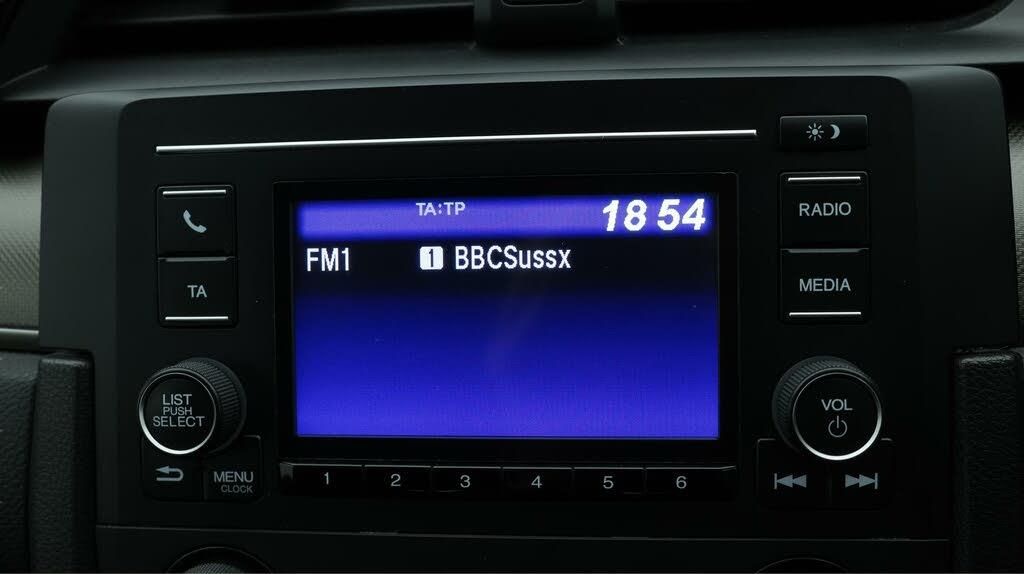 TA:TP
18 54
FM1
1 BBCSussx
TA
LIST
PUSH
SELECT
MENU
CLOCK
1 2 3 4 5 6
RADIO
MEDIA
VOL